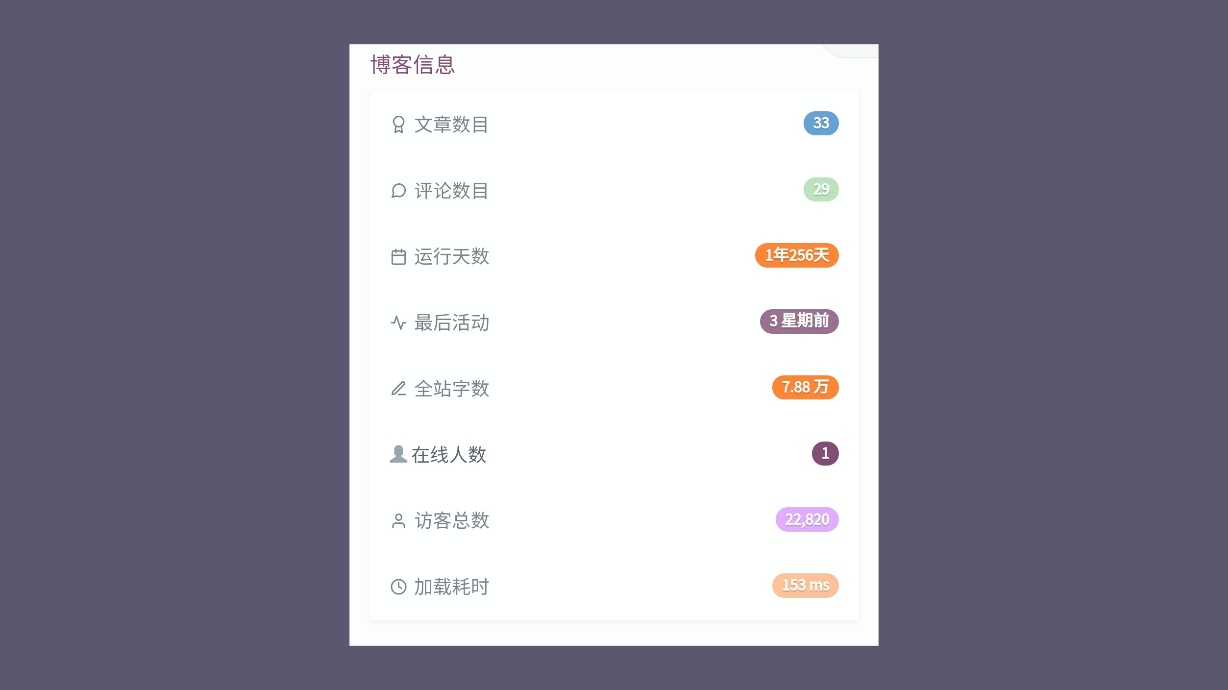 博客信息
文章数目 33
评论数目 29
运行天数 1年256天
最后活动 3 星期前
全站字数 7.88 万
在线人数 1
访客总数 22,820
加载耗时 153 ms